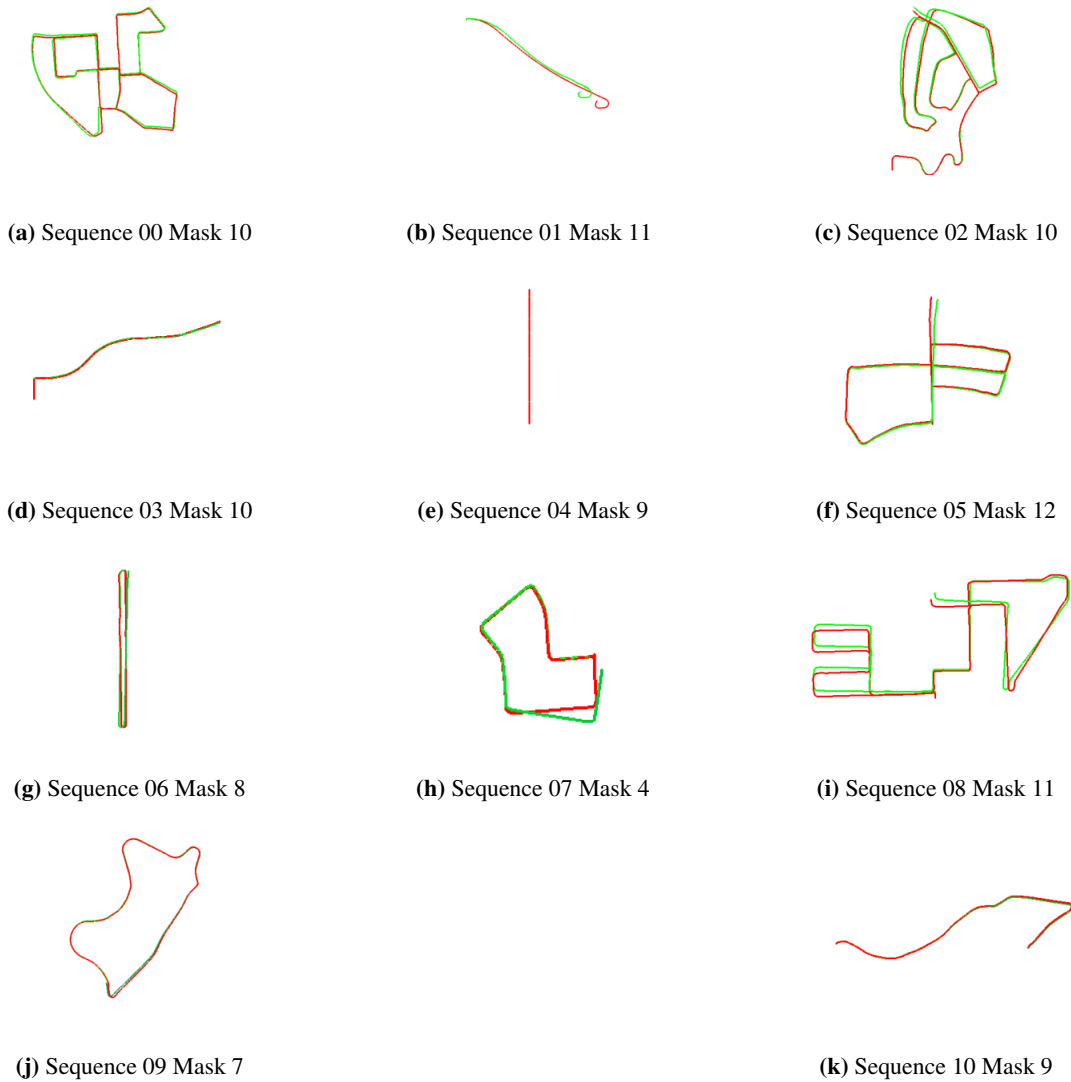 (a) Sequence 00 Mask 10
(b) Sequence 01 Mask 11
(c) Sequence 02 Mask 10
(d) Sequence 03 Mask 10
(e) Sequence 04 Mask 9
(f) Sequence 05 Mask 12
(g) Sequence 06 Mask 8
(h) Sequence 07 Mask 4
(i) Sequence 08 Mask 11
(j) Sequence 09 Mask 7
(k) Sequence 10 Mask 9